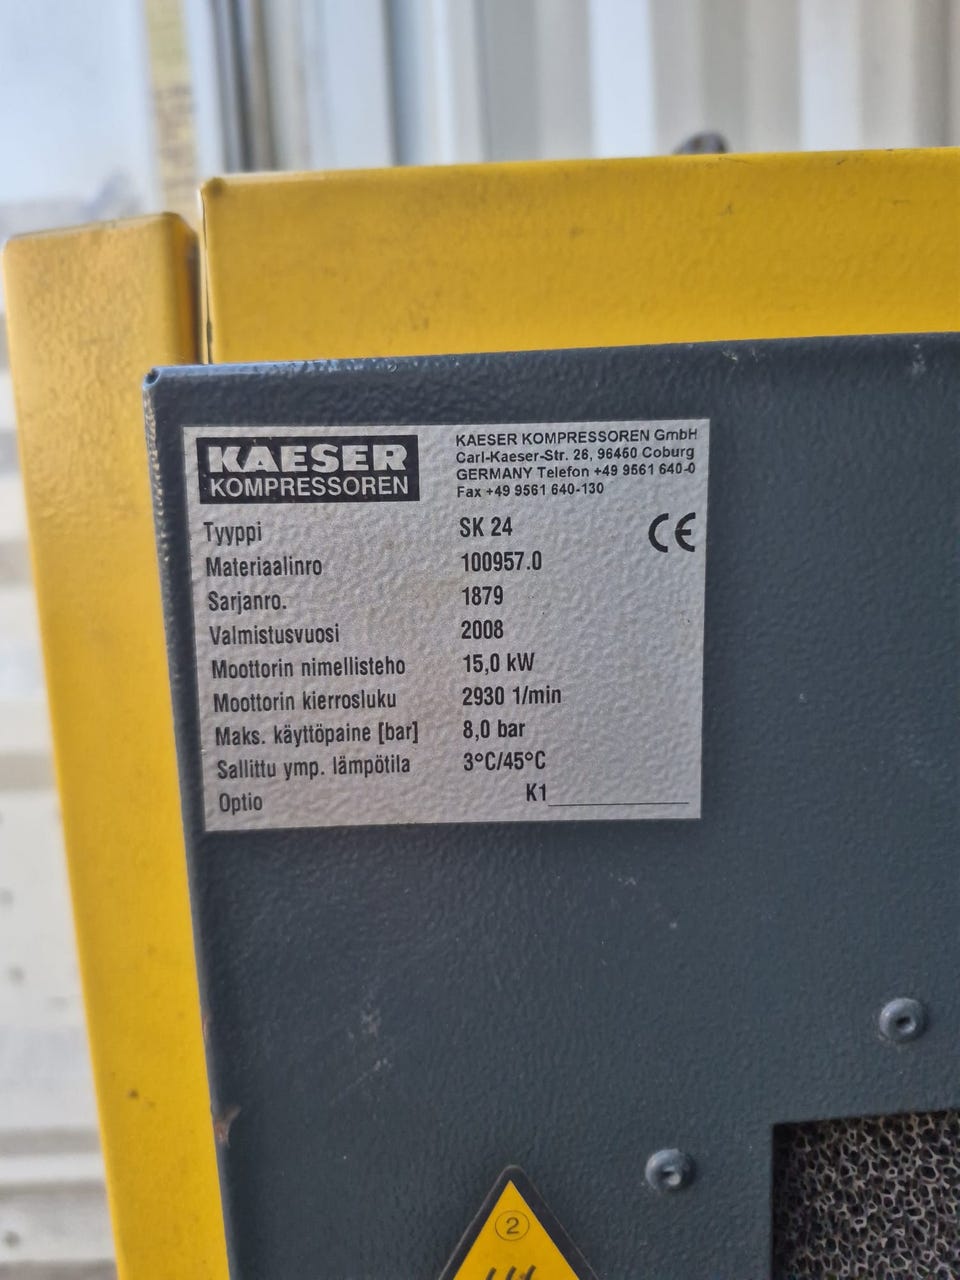 KAESER
KOMPRESSOREN
KAESER KOMPRESSOREN GmbH
Carl-Kaeser-Str. 26, 96450 Coburg
GERMANY Telefon +49 9561 640-0
Fax +49 9561 640-130
CE
Tyyppi SK 24
Materiaalinro 100957.0
Sarjanro. 1879
Valmistusvuosi 2008
Moottorin nimellisteho 15,0 kW
Moottorin kierrosluku 2930 1/min
Maks. käyttöpaine [bar] 8,0 bar
Sallittu ymp. lämpötila 3°C/45°C
Optio K1
2